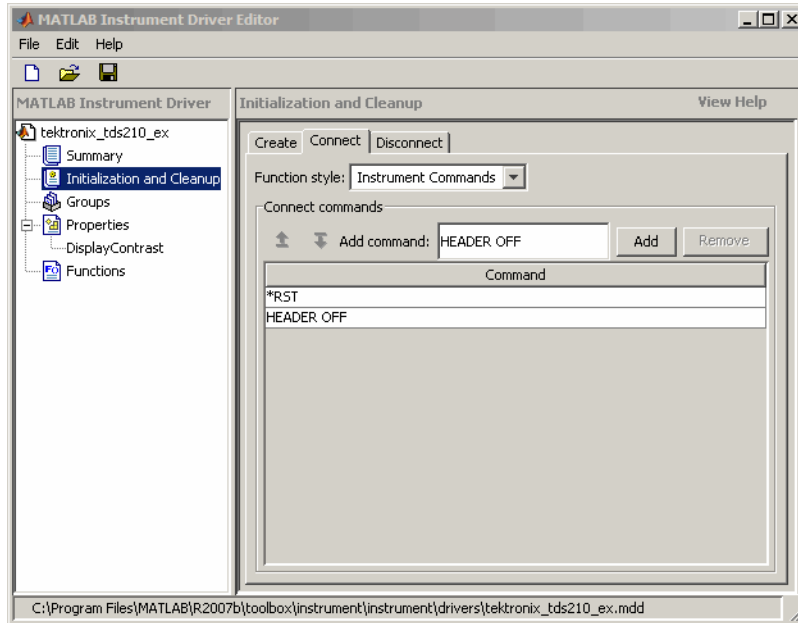 MATLAB Instrument Driver Editor
File Edit Help
MATLAB Instrument Driver
tektronix_tds210_ex
Summary
Initialization and Cleanup
Groups
Properties
DisplayContrast
Functions
Initialization and Cleanup View Help
Create Connect Disconnect
Function style: Instrument Commands
Connect commands
Add command: HEADER OFF Add Remove
Command
*RST
HEADER OFF
C:\Program Files\MATLAB\R2007b\toolbox\instrument\instrument\drivers\tektronix_tds210_ex.mdd